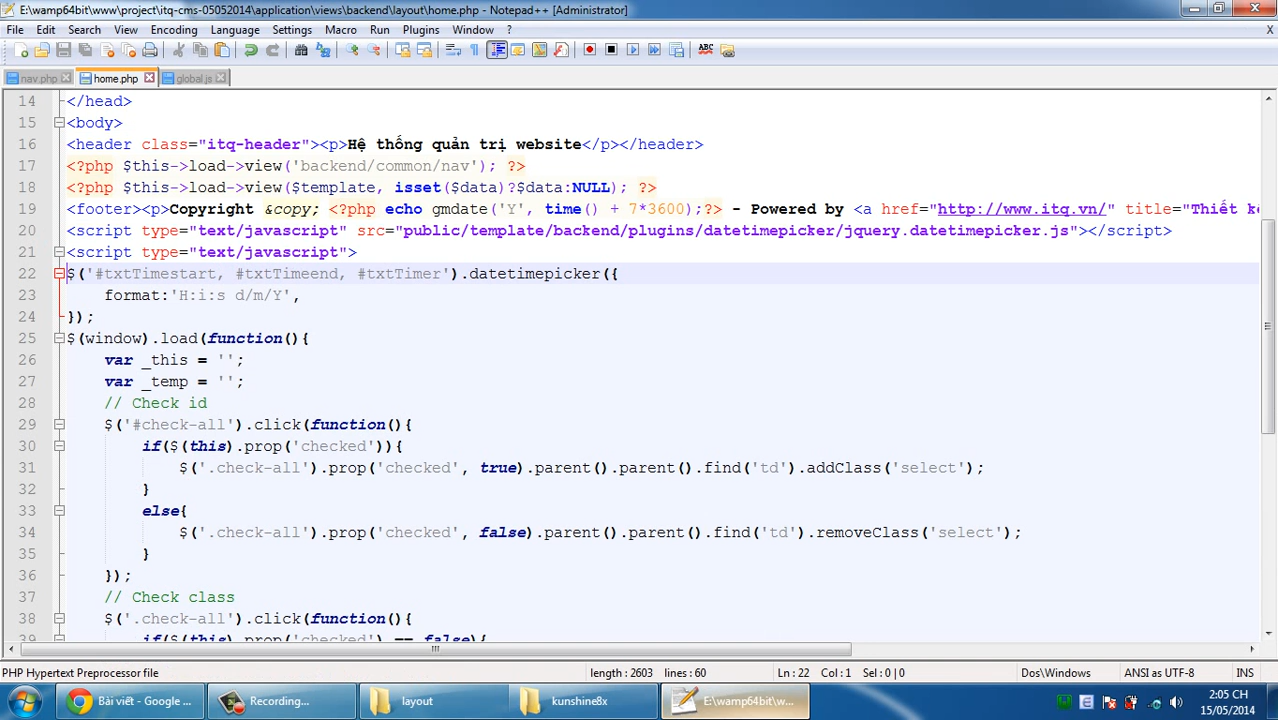 E:\wamp64bit\www\project\itq-cms-05052014\application\views\backend\layout\home.php - Notepad++ [Administrator]
File Edit Search View Encoding Language Settings Macro Run Plugins Window ? X
nav.php home.php global.js
14 </head>
15 <body>
16 <header class="itq-header"><p>Hệ thống quản trị website</p></header>
17 <?php $this->load->view('backend/common/nav'); ?>
18 <?php $this->load->view($template, isset($data)?$data:NULL); ?>
19 <footer><p>Copyright &copy; <?php echo gmdate('Y', time() + 7*3600);?> - Powered by <a href="http://www.itq.vn/" title="Thiết k
20 <script type="text/javascript" src="public/template/backend/plugins/datetimepicker/jquery.datetimepicker.js"></script>
21 <script type="text/javascript">
22 $('#txtTimestart, #txtTimeend, #txtTimer').datetimepicker({
23 format:'H:i:s d/m/Y',
24 });
25 $(window).load(function(){
26 var _this = '';
27 var _temp = '';
28 // Check id
29 $('#check-all').click(function(){
30 if($(this).prop('checked')){
31 $('.check-all').prop('checked', true).parent().parent().find('td').addClass('select');
32 }
33 else{
34 $('.check-all').prop('checked', false).parent().parent().find('td').removeClass('select');
35 }
36 });
37 // Check class
38 $('.check-all').click(function(){
39 if($(this).prop('checked') == false){
PHP Hypertext Preprocessor file length : 2603 lines : 60 Ln : 22 Col : 1 Sel : 0 | 0 Dos\Windows ANSI as UTF-8 INS
Bài viết - Google ... Recording... layout kunshine8x E:\wamp64bit\w... 2:05 CH
15/05/2014